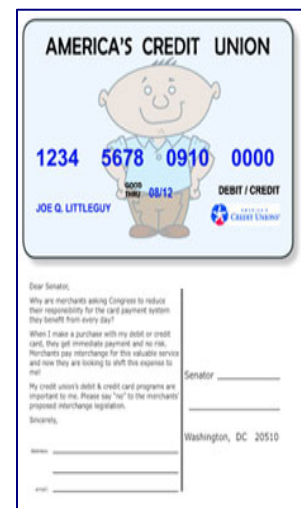 AMERICA'S CREDIT UNION
1234 5678 0910 0000
GOOD
THRU 08/12
DEBIT / CREDIT
JOE Q. LITTLEGUY
AMERICA'S
CREDIT UNIONS
Dear Senator,
Why are merchants asking Congress to reduce
their responsibility for the card payment system
they benefit from every day?
When I make a purchase with my debit or credit
card, they get immediate payment and no risk.
Merchants pay interchange for this valuable service
and now they are looking to shift this expense to
me!
My credit union's debit & credit card programs are
important to me. Please say "no" to the merchants'
proposed interchange legislation.
Sincerely,
Address
email
Senator
Washington, DC 20510